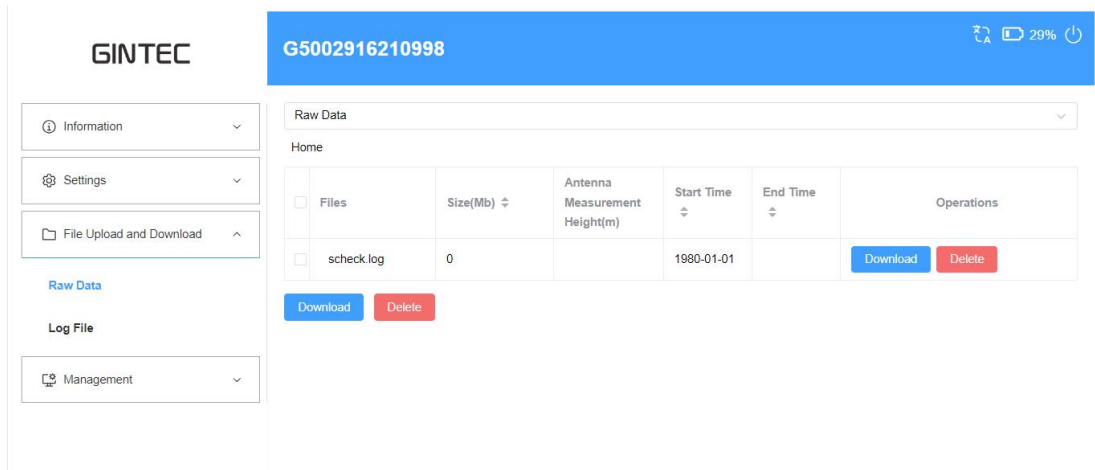 GINTEC
G5002916210998
29%
Information
Settings
File Upload and Download
Raw Data
Log File
Management
Raw Data
Home
Files
Size(Mb)
Antenna
Measurement
Height(m)
Start Time
End Time
Operations
scheck.log
0
1980-01-01
Download
Delete
Download
Delete